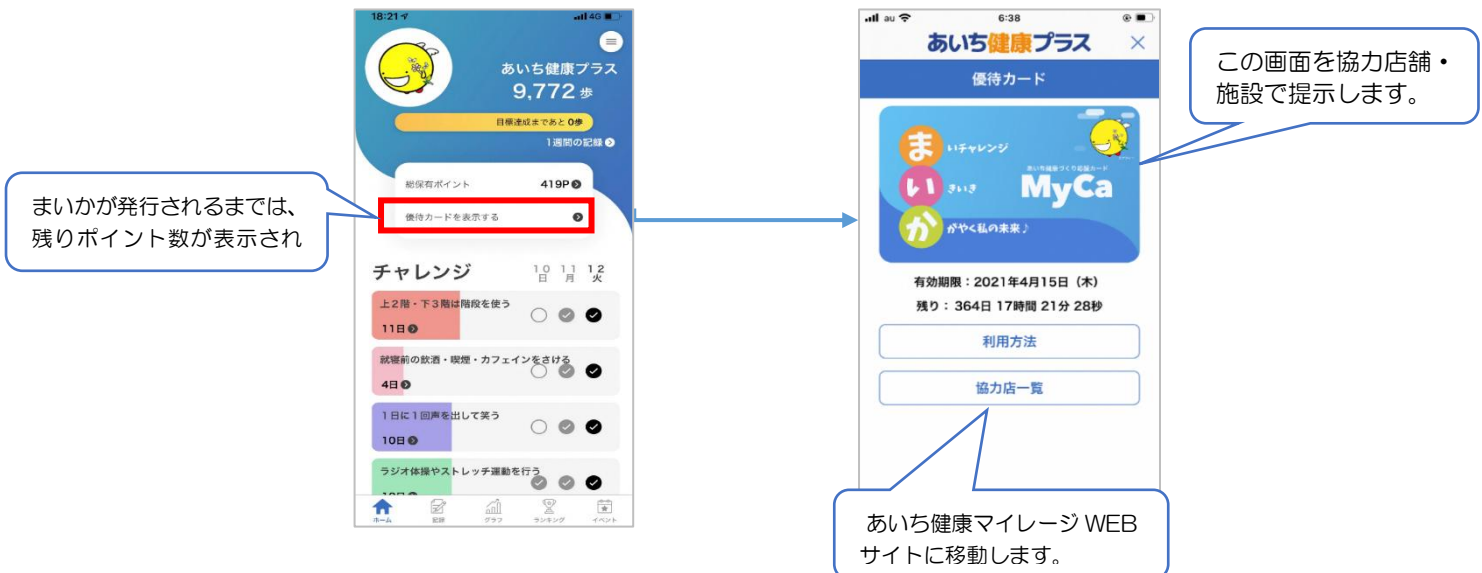 まいかが発行されるまでは、
残りポイント数が表示され
18:21
4G
あいち健康プラス
9,772 歩
目標達成まであと 0歩
1週間の記録
総保有ポイント 419P
優待カードを表示する
チャレンジ
10 11 12
日 月 火
上2階・下3階は階段を使う
11日
就寝前の飲酒・喫煙・カフェインをさける
4日
1日に1回声を出して笑う
10日
ラジオ体操やストレッチ運動を行う
ホーム 記録 グラフ ランキング イベント
au 6:38
あいち健康プラス
優待カード
まいチャレンジ
いきいき
かがやく私の未来♪
あいち健康づくり応援カード
MyCa
有効期限：2021年4月15日（木）
残り： 364日 17時間 21分 28秒
利用方法
協力店一覧
この画面を協力店舗・
施設で提示します。
あいち健康マイレージ WEB
サイトに移動します。